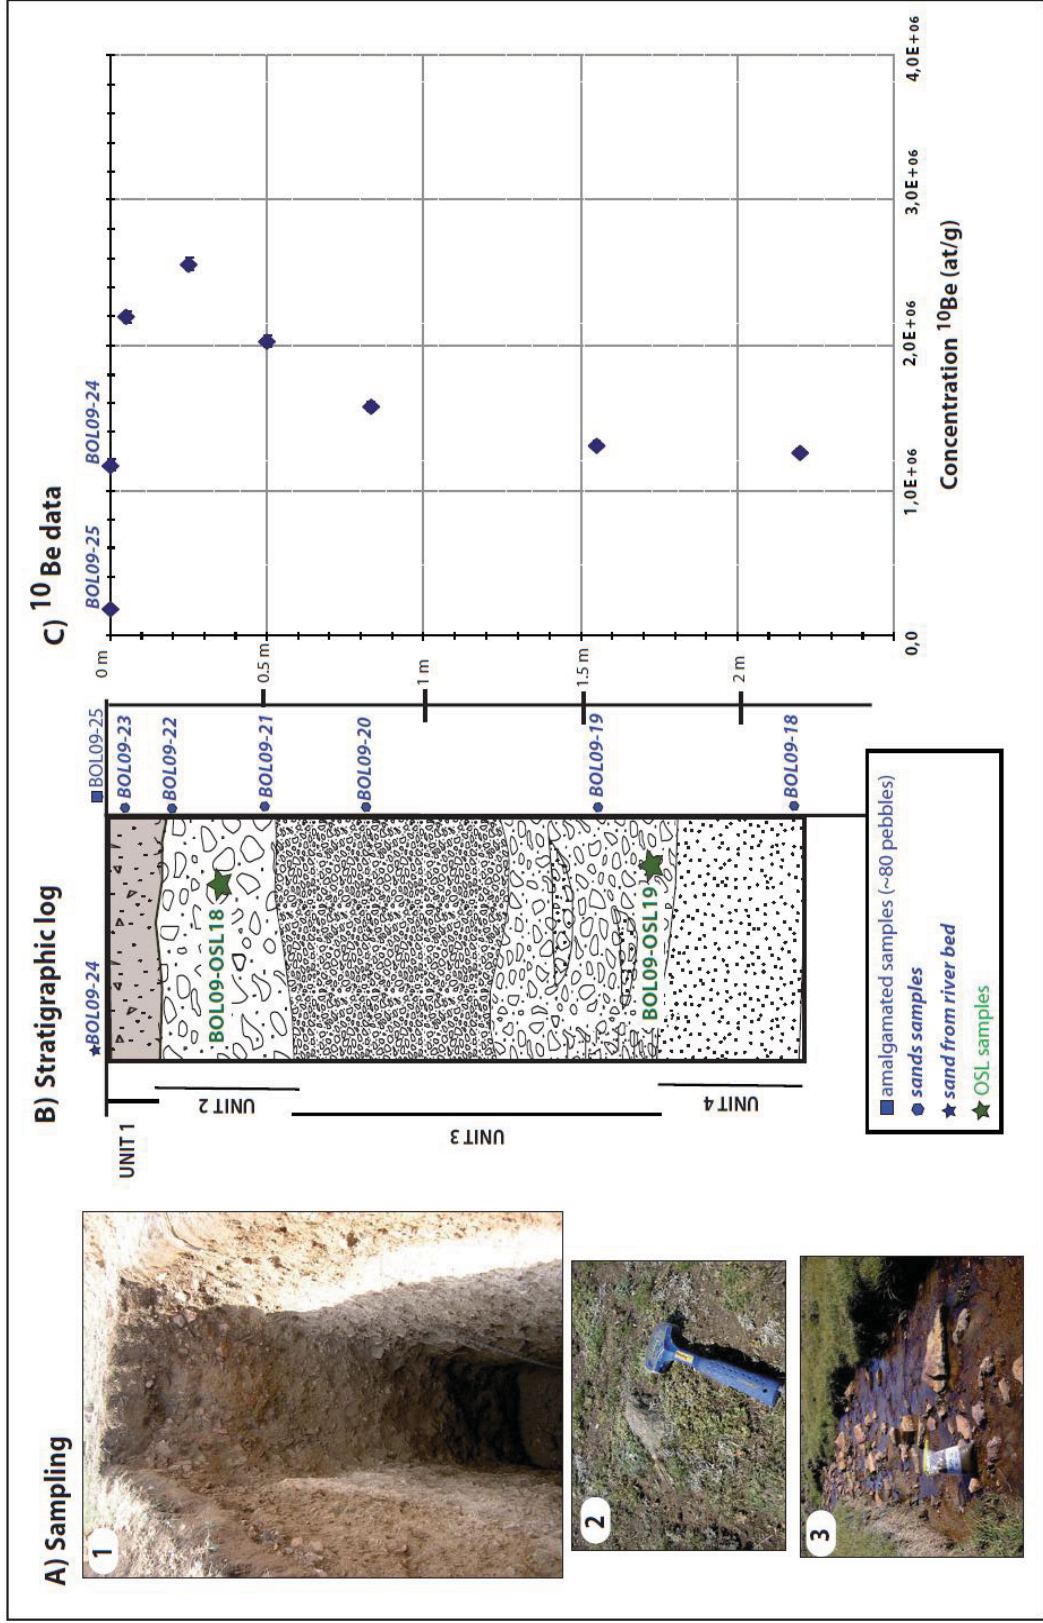 A) Sampling
1
2
3
B) Stratigraphic log
UNIT 1
UNIT 2
UNIT 3
UNIT 4
BOL09-24
BOL09-OSL18
BOL09-OSL19
BOL09-25
BOL09-23
BOL09-22
BOL09-21
BOL09-20
BOL09-19
BOL09-18
0 m
0.5 m
1 m
1.5 m
2 m
amalgamated samples (~80 pebbles)
sands samples
sand from river bed
OSL samples
C) 10 Be data
BOL09-25
BOL09-24
0,0
1,0E+06
2,0E+06
3,0E+06
4,0E+06
Concentration 10Be (at/g)